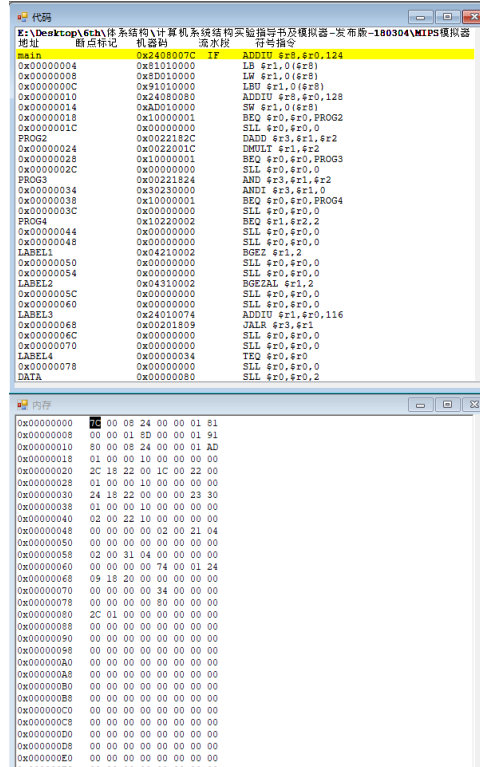 代码
E:\Desktop\6th\体系结构\计算机系统结构实验指导书及模拟器-发布版-180304\MIPS模拟器
地址 断点标记 机器码 流水段 符号指令
main 0x2408007C IF ADDIU $r8,$r0,124
0x00000004 0x81010000 LB $r1,0($r8)
0x00000008 0x8D010000 LW $r1,0($r8)
0x0000000C 0x91010000 LBU $r1,0($r8)
0x00000010 0x24080080 ADDIU $r8,$r0,128
0x00000014 0xAD010000 SW $r1,0($r8)
0x00000018 0x10000001 BEQ $r0,$r0,PROG2
0x0000001C 0x00000000 SLL $r0,$r0,0
PROG2 0x0022182C DADD $r3,$r1,$r2
0x00000024 0x0022001C DMULT $r1,$r2
0x00000028 0x10000001 BEQ $r0,$r0,PROG3
0x0000002C 0x00000000 SLL $r0,$r0,0
PROG3 0x00221824 AND $r3,$r1,$r2
0x00000034 0x30230000 ANDI $r3,$r1,0
0x00000038 0x10000001 BEQ $r0,$r0,PROG4
0x0000003C 0x00000000 SLL $r0,$r0,0
PROG4 0x10220002 BEQ $r1,$r2,2
0x00000044 0x00000000 SLL $r0,$r0,0
0x00000048 0x00000000 SLL $r0,$r0,0
LABEL1 0x04210002 BGEZ $r1,2
0x00000050 0x00000000 SLL $r0,$r0,0
0x00000054 0x00000000 SLL $r0,$r0,0
LABEL2 0x04310002 BGEZAL $r1,2
0x0000005C 0x00000000 SLL $r0,$r0,0
0x00000060 0x00000000 SLL $r0,$r0,0
LABEL3 0x24010074 ADDIU $r1,$r0,116
0x00000068 0x00201809 JALR $r3,$r1
0x0000006C 0x00000000 SLL $r0,$r0,0
0x00000070 0x00000000 SLL $r0,$r0,0
LABEL4 0x00000034 TEQ $r0,$r0
0x00000078 0x00000000 SLL $r0,$r0,0
DATA 0x00000080 SLL $r0,$r0,2
内存
0x00000000 7C 00 08 24 00 00 01 81
0x00000008 00 00 01 8D 00 00 01 91
0x00000010 80 00 08 24 00 00 01 AD
0x00000018 01 00 00 10 00 00 00 00
0x00000020 2C 18 22 00 1C 00 22 00
0x00000028 01 00 00 10 00 00 00 00
0x00000030 24 18 22 00 00 00 23 30
0x00000038 01 00 00 10 00 00 00 00
0x00000040 02 00 22 10 00 00 00 00
0x00000048 00 00 00 00 02 00 21 04
0x00000050 00 00 00 00 00 00 00 00
0x00000058 02 00 31 04 00 00 00 00
0x00000060 00 00 00 00 74 00 01 24
0x00000068 09 18 20 00 00 00 00 00
0x00000070 00 00 00 00 34 00 00 00
0x00000078 00 00 00 00 80 00 00 00
0x00000080 2C 01 00 00 00 00 00 00
0x00000088 00 00 00 00 00 00 00 00
0x00000090 00 00 00 00 00 00 00 00
0x00000098 00 00 00 00 00 00 00 00
0x000000A0 00 00 00 00 00 00 00 00
0x000000A8 00 00 00 00 00 00 00 00
0x000000B0 00 00 00 00 00 00 00 00
0x000000B8 00 00 00 00 00 00 00 00
0x000000C0 00 00 00 00 00 00 00 00
0x000000C8 00 00 00 00 00 00 00 00
0x000000D0 00 00 00 00 00 00 00 00
0x000000D8 00 00 00 00 00 00 00 00
0x000000E0 00 00 00 00 00 00 00 00